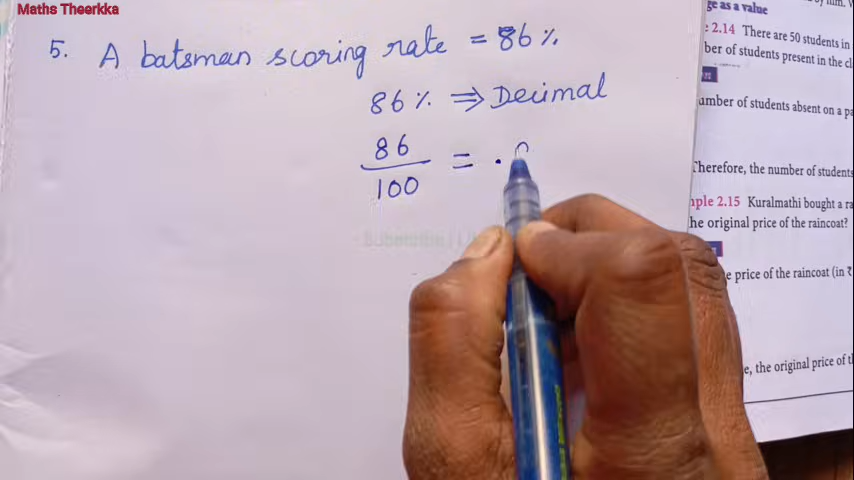 Maths Theerkka
5. A batsman scoring rate = 86%
86% ⇒ Decimal
86
100
= .
ge as a value
2.14 There are 50 students in
ber of students present in the cl
umber of students absent on a pa
Therefore, the number of students
ple 2.15 Kuralmathi bought a ra
he original price of the raincoat?
e price of the raincoat (in ₹
e, the original price of t